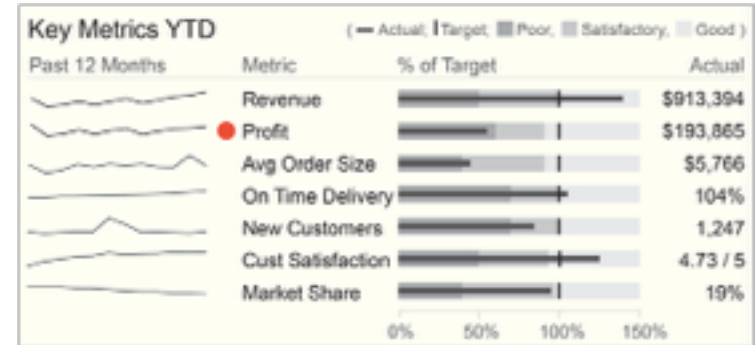 Key Metrics YTD ( Actual; Target; Poor, Satisfactory, Good )
Past 12 Months Metric % of Target Actual
Revenue $913,394
Profit $193,865
Avg Order Size $5,766
On Time Delivery 104%
New Customers 1,247
Cust Satisfaction 4.73 / 5
Market Share 19%
0% 50% 100% 150%